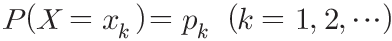 P(X = x_k) = p_k (k = 1, 2, ⋯)